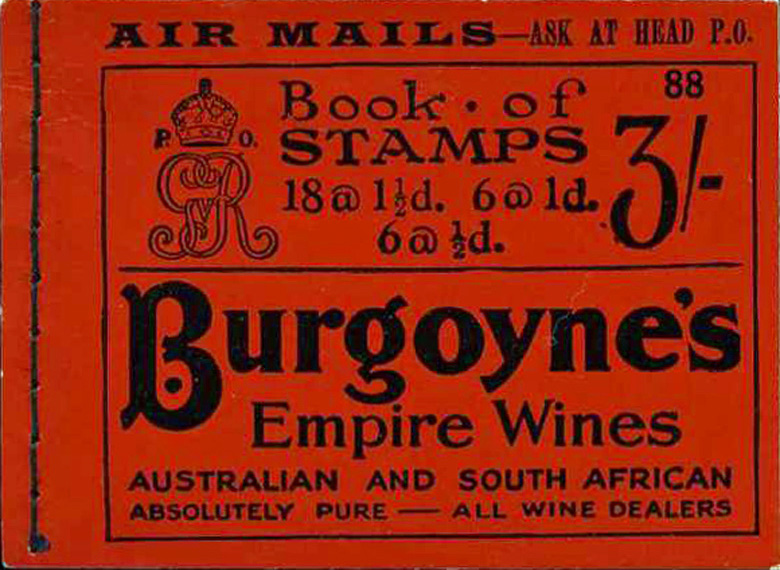 AIR MAILS—ASK AT HEAD P.O.
88
Book · of
P. O.
GVR
STAMPS
3/-
18@1½d. 6@1d.
6@½d.
Burgoyne's
Empire Wines
AUSTRALIAN AND SOUTH AFRICAN
ABSOLUTELY PURE — ALL WINE DEALERS